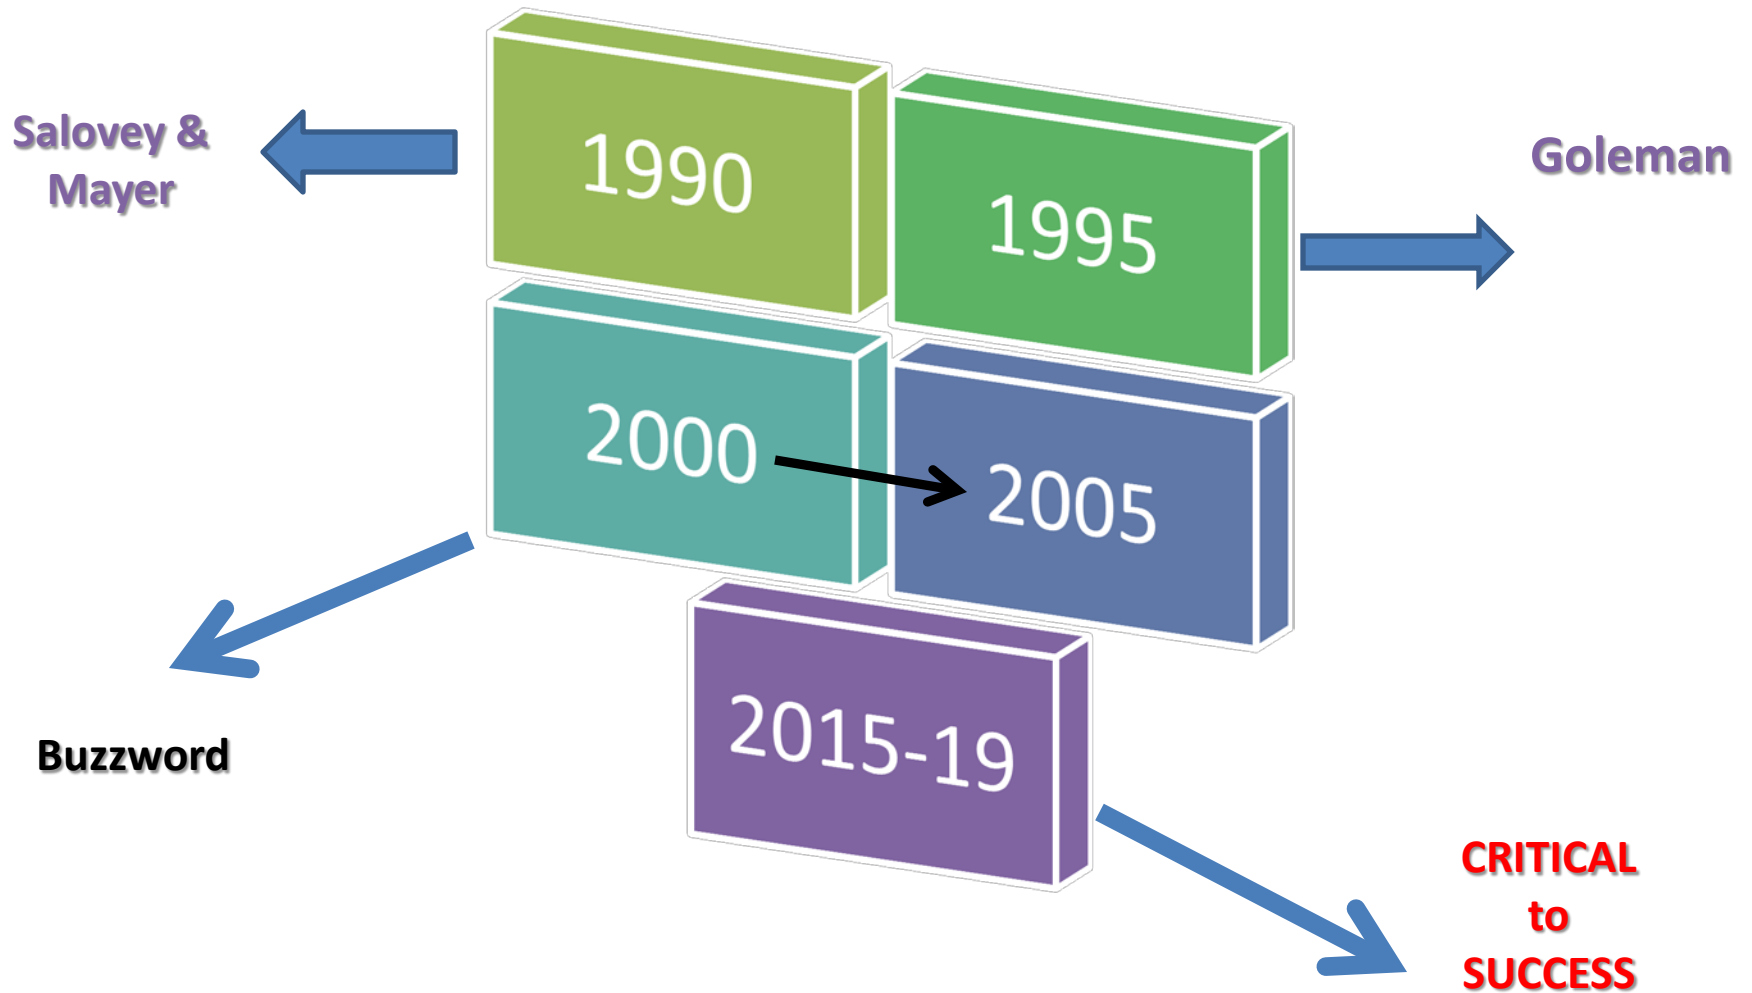 Salovey &
Mayer
1990
1995
Goleman
2000
2005
Buzzword
2015-19
CRITICAL
to
SUCCESS